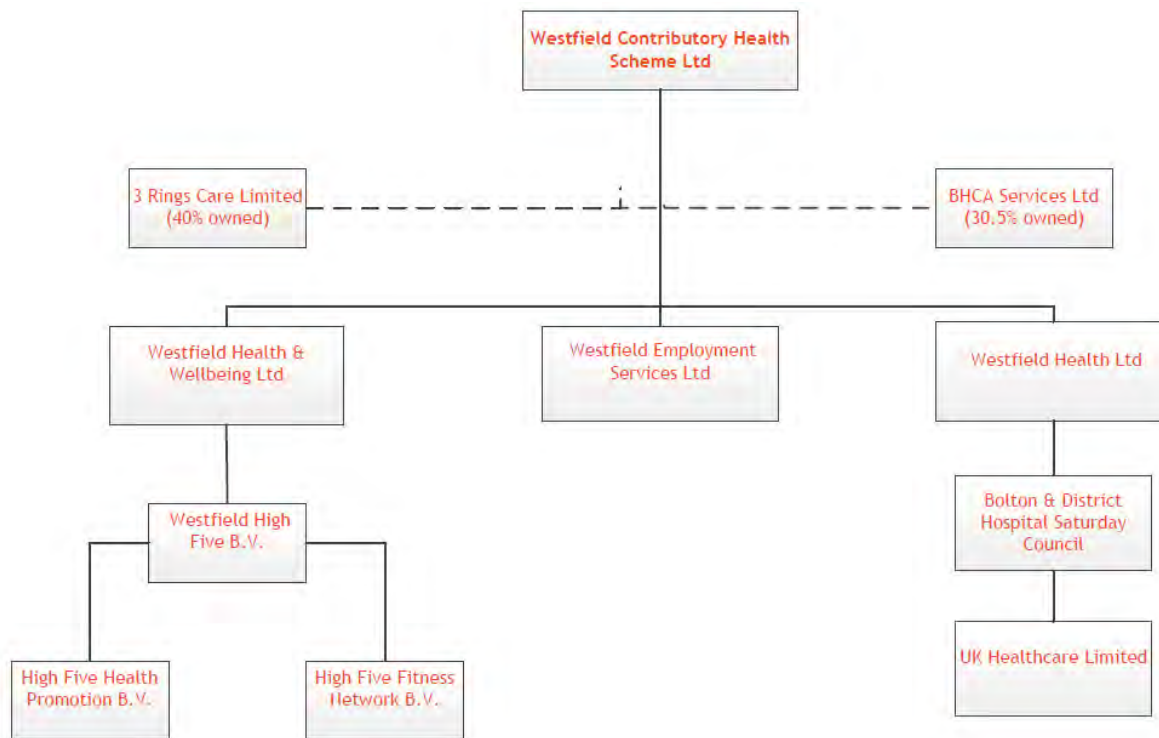 Westfield Contributory Health
Scheme Ltd
3 Rings Care Limited
(40% owned)
BHCA Services Ltd
(30.5% owned)
Westfield Health &
Wellbeing Ltd
Westfield Employment
Services Ltd
Westfield Health Ltd
Westfield High
Five B.V.
Bolton & District
Hospital Saturday
Council
High Five Health
Promotion B.V.
High Five Fitness
Network B.V.
UK Healthcare Limited